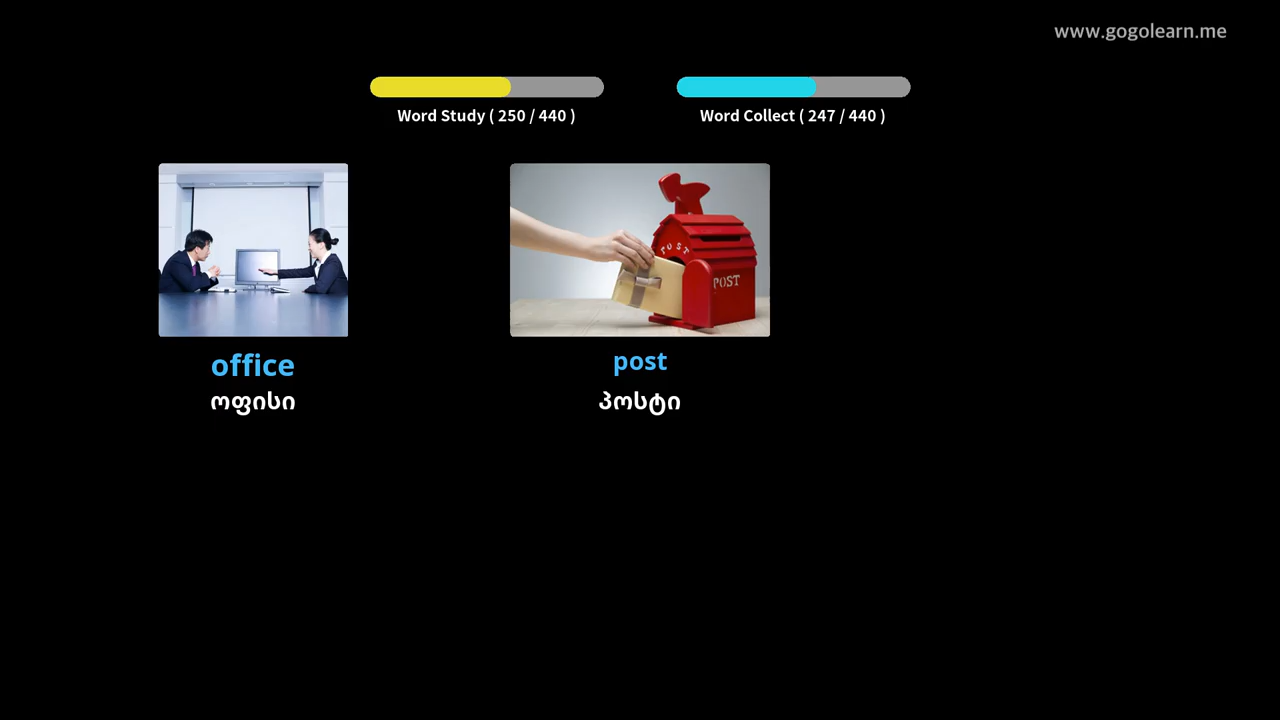 www.gogolearn.me
Word Study ( 250 / 440 )
Word Collect ( 247 / 440 )
POST
POST
office
post
ოფისი
პოსტი